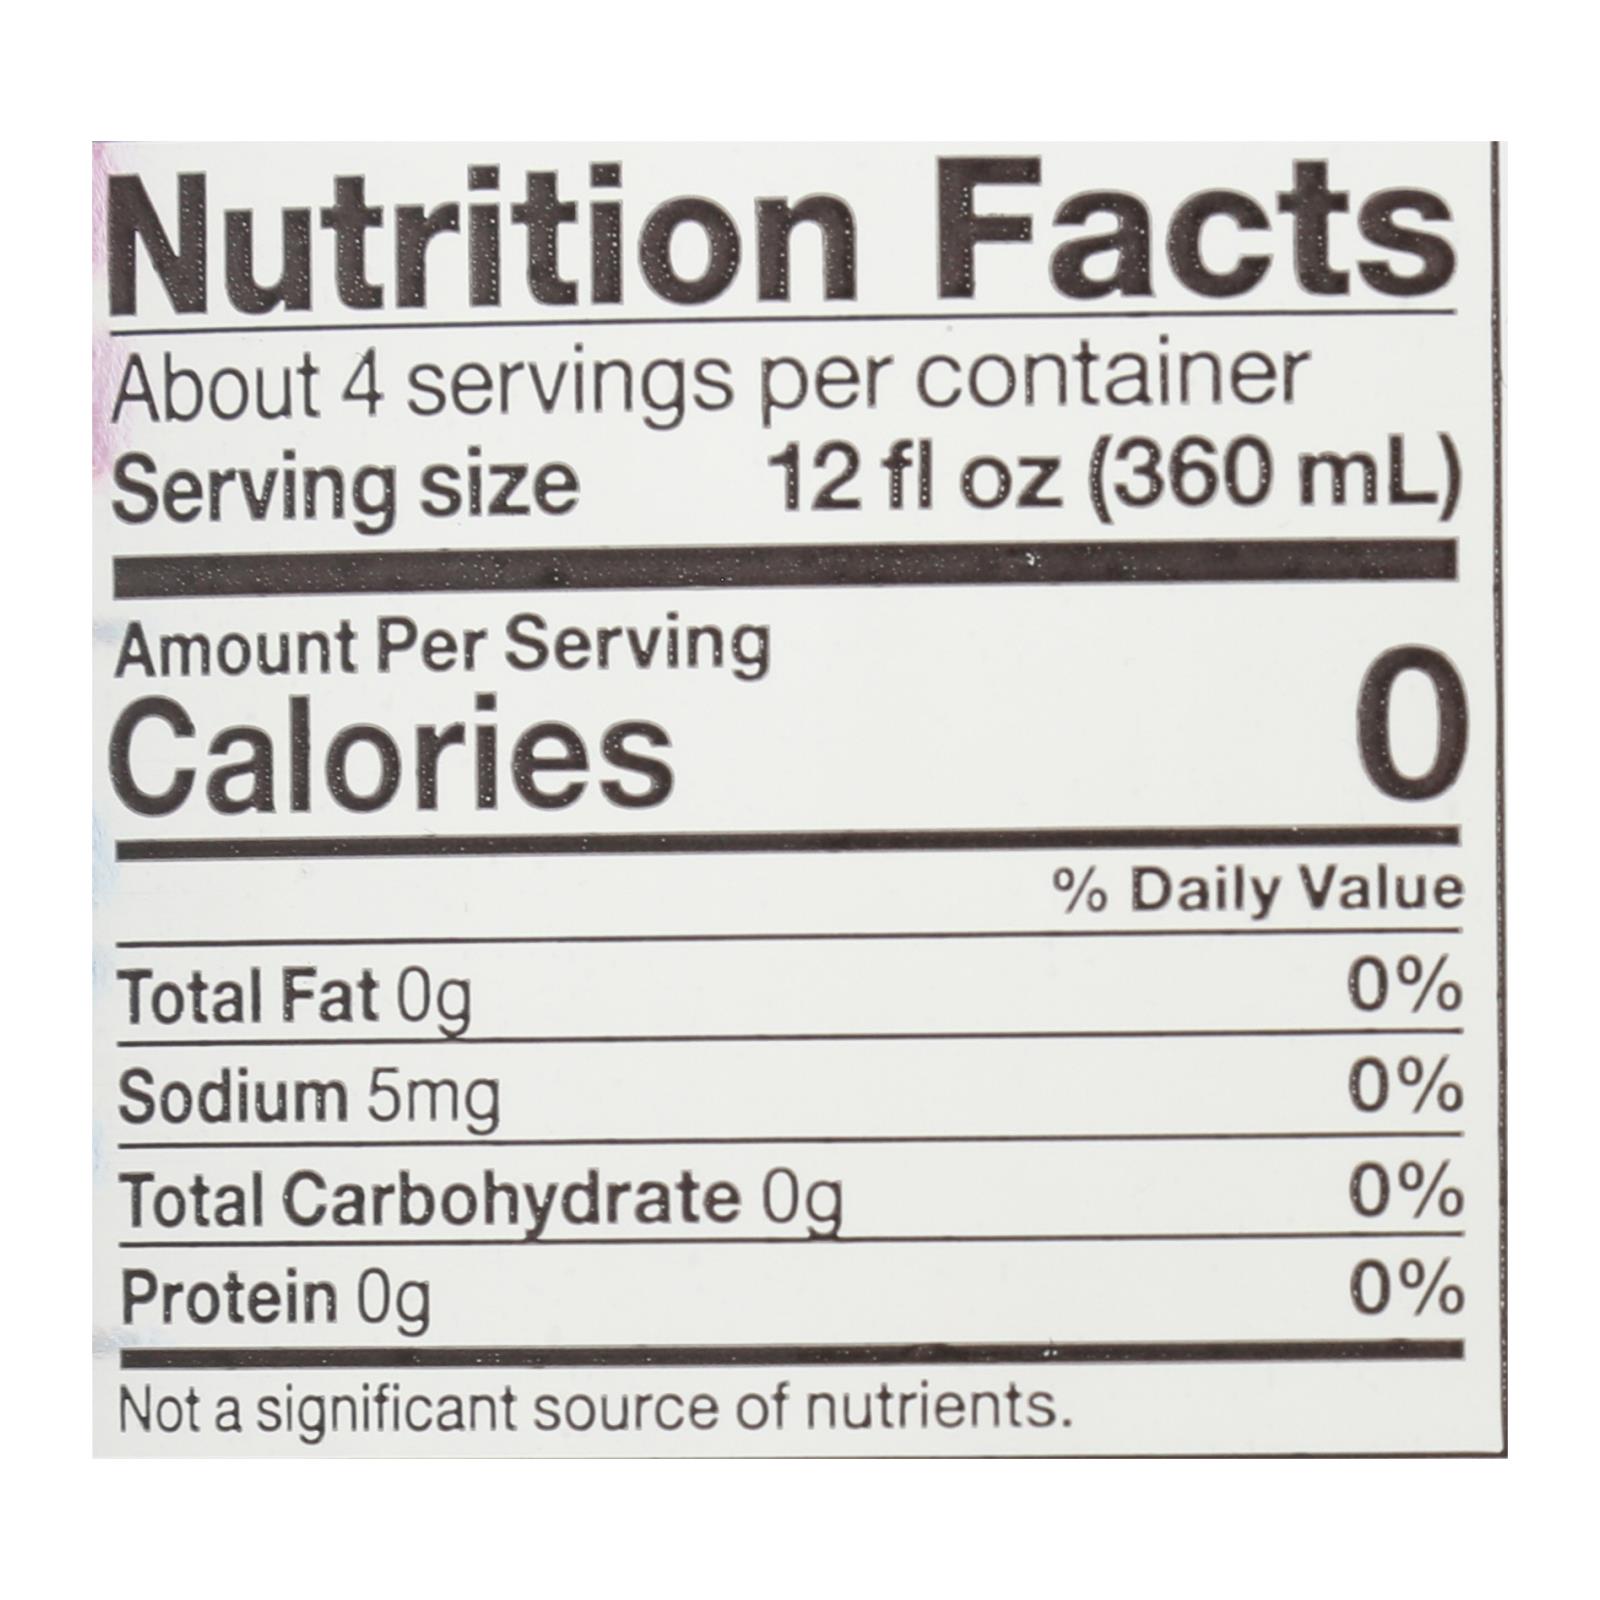 Nutrition Facts
About 4 servings per container
Serving size 12 fl oz (360 mL)
Amount Per Serving
Calories 0
% Daily Value
Total Fat 0g 0%
Sodium 5mg 0%
Total Carbohydrate 0g 0%
Protein 0g 0%
Not a significant source of nutrients.